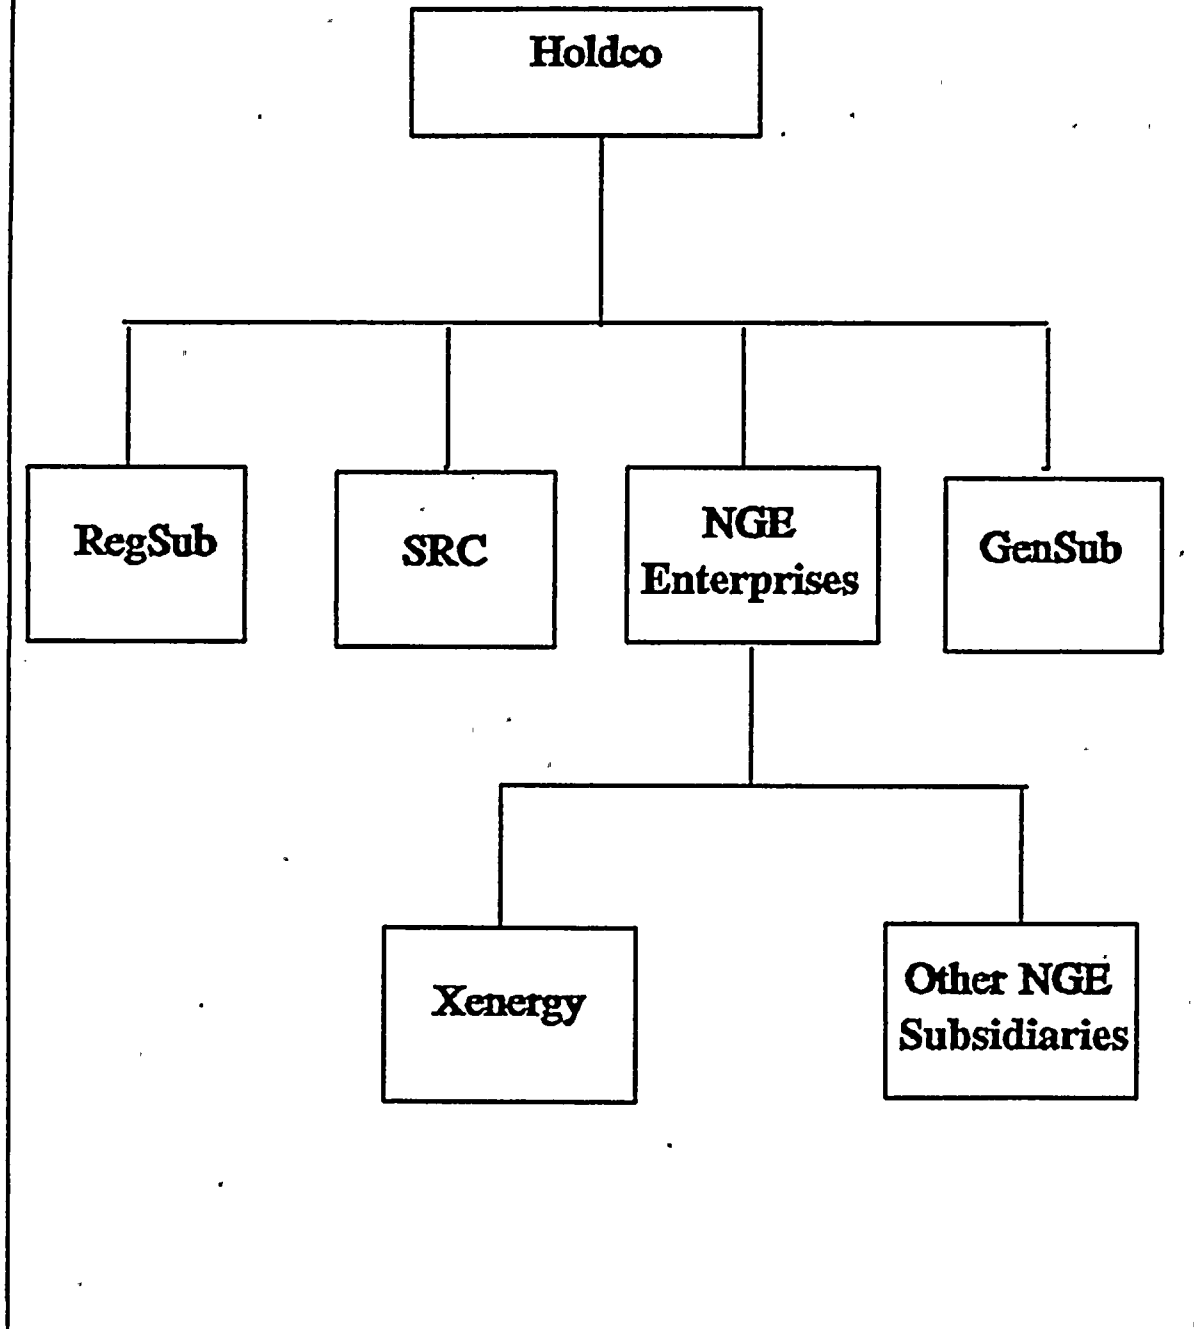 Holdco
RegSub
SRC
NGE
Enterprises
GenSub
Xenergy
Other NGE
Subsidiaries